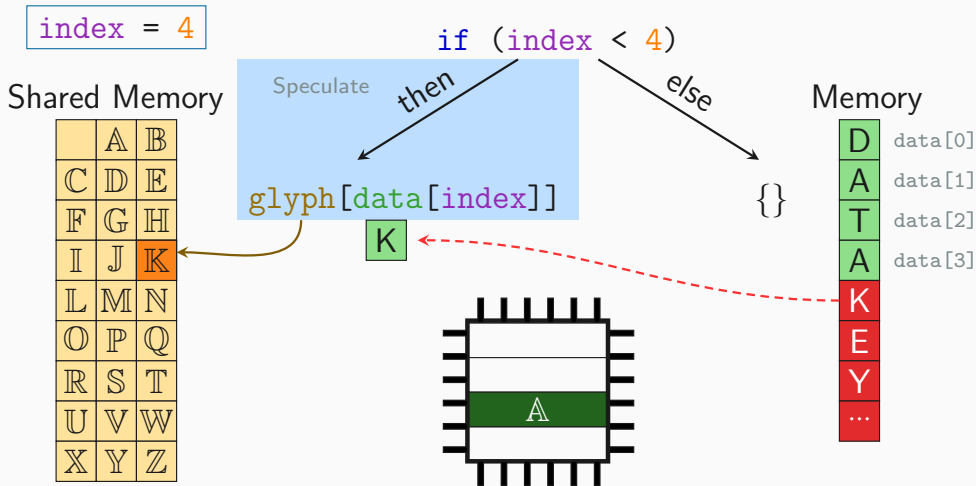 index = 4
if (index < 4)
Speculate
then
else
Shared Memory
Memory
𝔸 𝔹
ℂ 𝔻 𝔼
𝔽 𝔾 ℍ
𝕀 𝕁 𝕂
𝕃 𝕄 ℕ
𝕆 ℙ ℚ
ℝ 𝕊 𝕋
𝕌 𝕍 𝕎
𝕏 𝕐 ℤ
glyph[data[index]]
{}
K
𝔸
D data[0]
A data[1]
T data[2]
A data[3]
K
E
Y
...